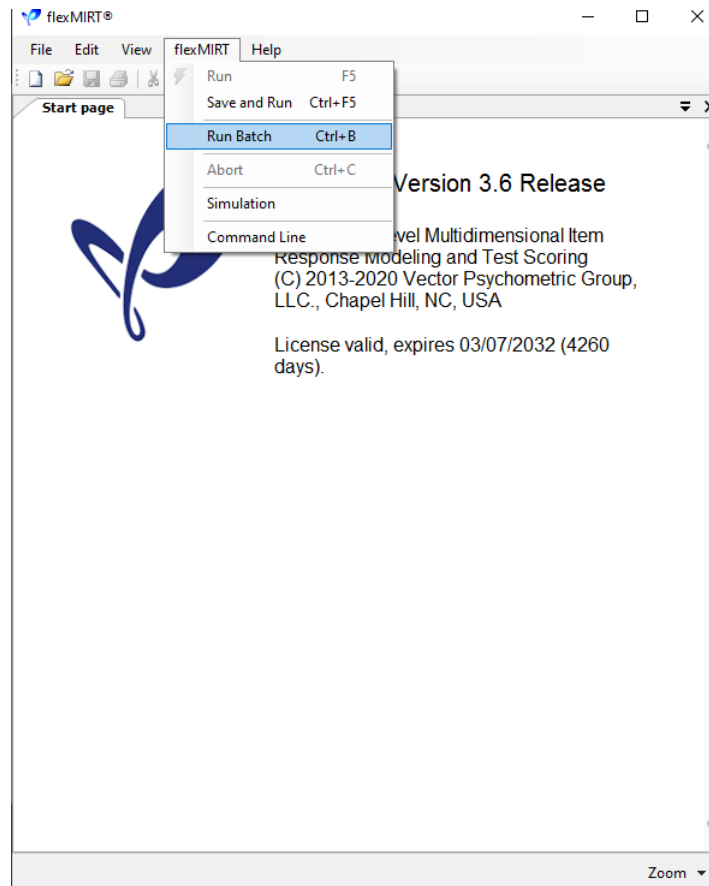 flexMIRT®
File Edit View flexMIRT Help
Run F5
Start page
Save and Run Ctrl+F5
Run Batch Ctrl+B
Abort Ctrl+C
Simulation
Command Line
Version 3.6 Release
evel Multidimensional Item
Response Modeling and Test Scoring
(C) 2013-2020 Vector Psychometric Group,
LLC., Chapel Hill, NC, USA
License valid, expires 03/07/2032 (4260
days).
Zoom